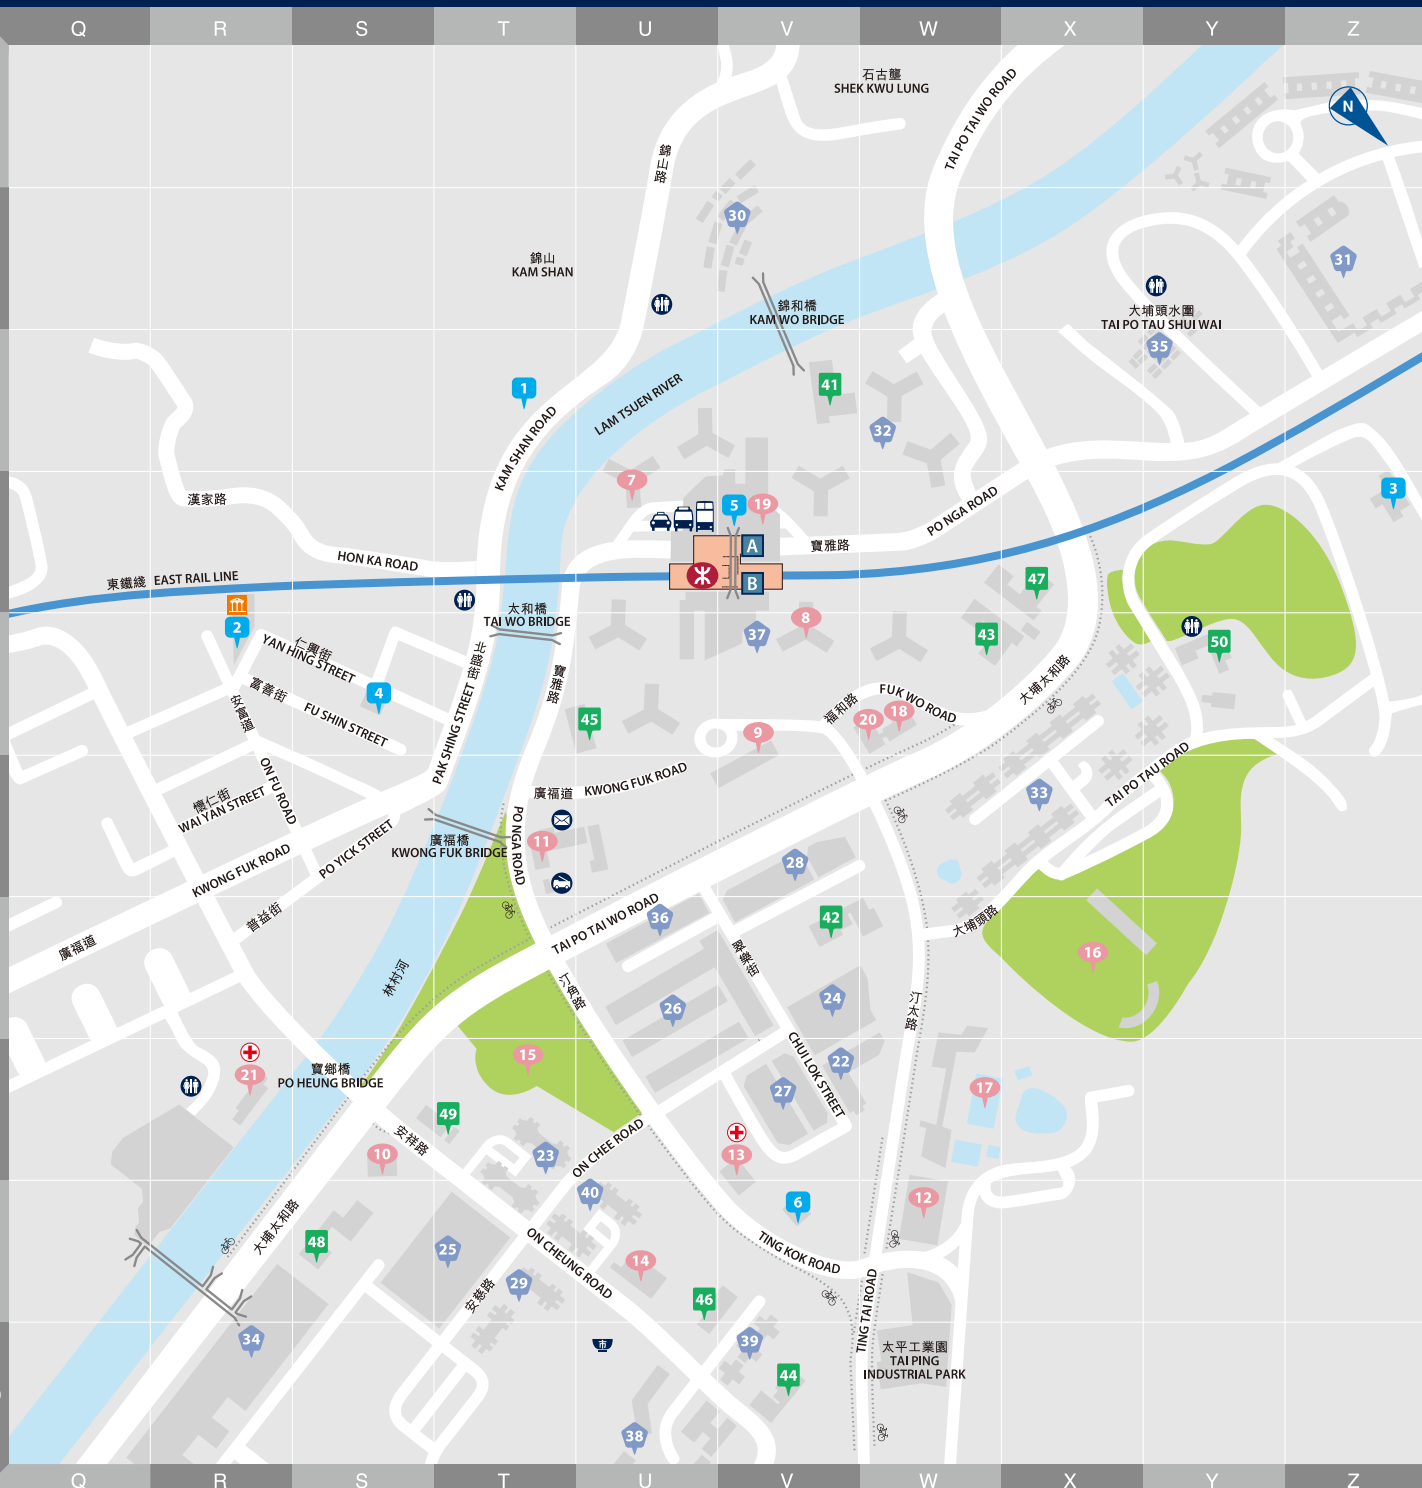 Q R S T U V W X Y Z
石古壟
SHEK KWU LUNG
TAI PO TAI WO ROAD
N
錦山路
30
錦山
KAM SHAN
31
錦和橋
KAM WO BRIDGE
大埔頭水圍
TAI PO TAU SHUI WAI
35
1
41
LAM TSUEN RIVER
32
KAM SHAN ROAD
7
漢家路
5
19
3
PO NGA ROAD
A
寶雅路
HON KA ROAD
東鐵綫 EAST RAIL LINE
B
47
太和橋
TAI WO BRIDGE
2
8
37
43
50
仁興街
YAN HING STREET
北盛街
寶雅路
富善街
4
FU SHIN STREET
安富道
大埔太和路
福和路
FUK WO ROAD
45
20
18
9
PAK SHING STREET
ON FU ROAD
廣福道 KWONG FUK ROAD
TAI PO TAU ROAD
33
懷仁街
WAI YAN STREET
PO NGA ROAD
廣福橋
KWONG FUK BRIDGE
11
PO YICK STREET
KWONG FUK ROAD
28
普益街
36
TAI PO TAI WO ROAD
42
大埔頭路
廣福道
翠樂街
16
林村河
汀角路
26
24
汀太路
15
CHUI LOK STREET
22
21
寶鄉橋
PO HEUNG BRIDGE
27
17
49
安祥路
10
23
ON CHEE ROAD
13
40
6
12
大埔太和路
48
25
ON CHEUNG ROAD
TING KOK ROAD
14
安慈路
29
46
TING TAI ROAD
34
市
39
太平工業園
TAI PING
INDUSTRIAL PARK
44
38
Q R S T U V W X Y Z